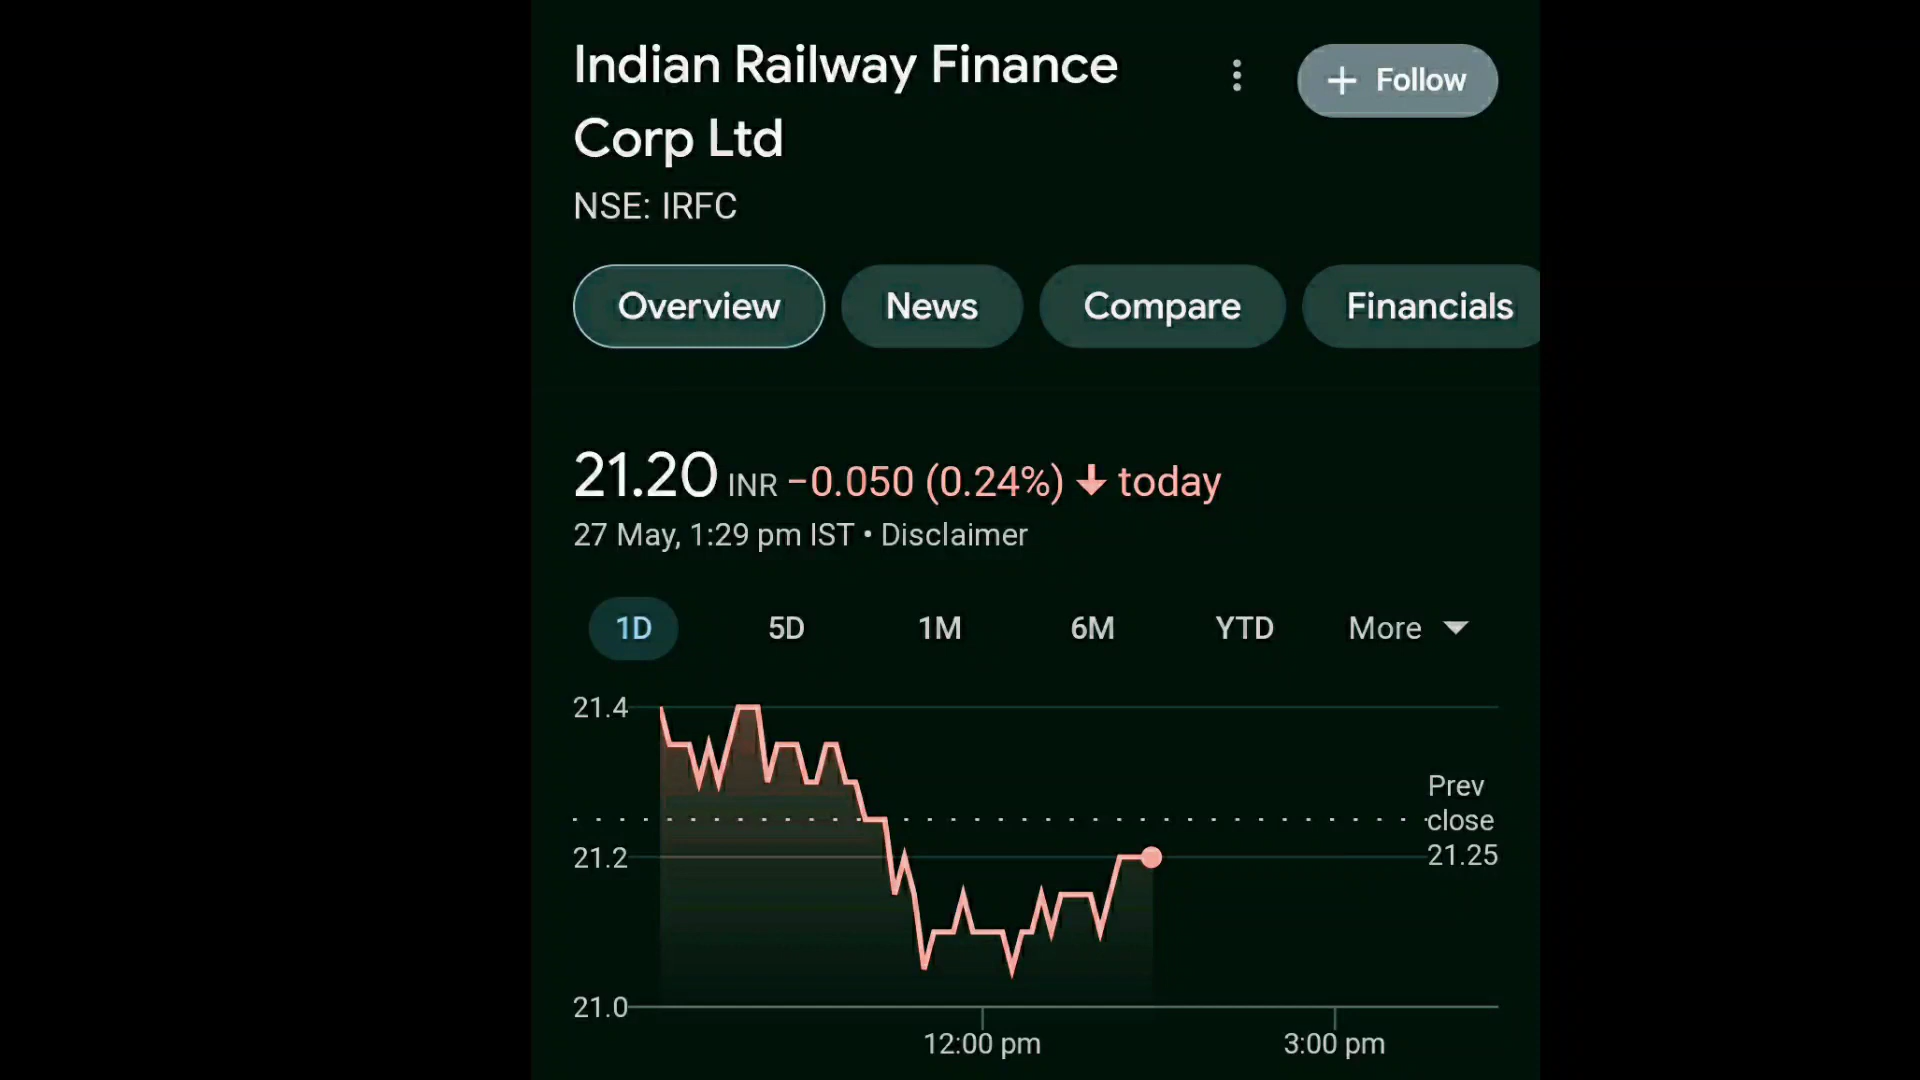 Indian Railway Finance
Corp Ltd
+ Follow
NSE: IRFC
Overview News Compare Financials
21.20 INR −0.050 (0.24%) ↓ today
27 May, 1:29 pm IST • Disclaimer
1D 5D 1M 6M YTD More
21.4
Prev
close
21.25
21.2
21.0
12:00 pm 3:00 pm